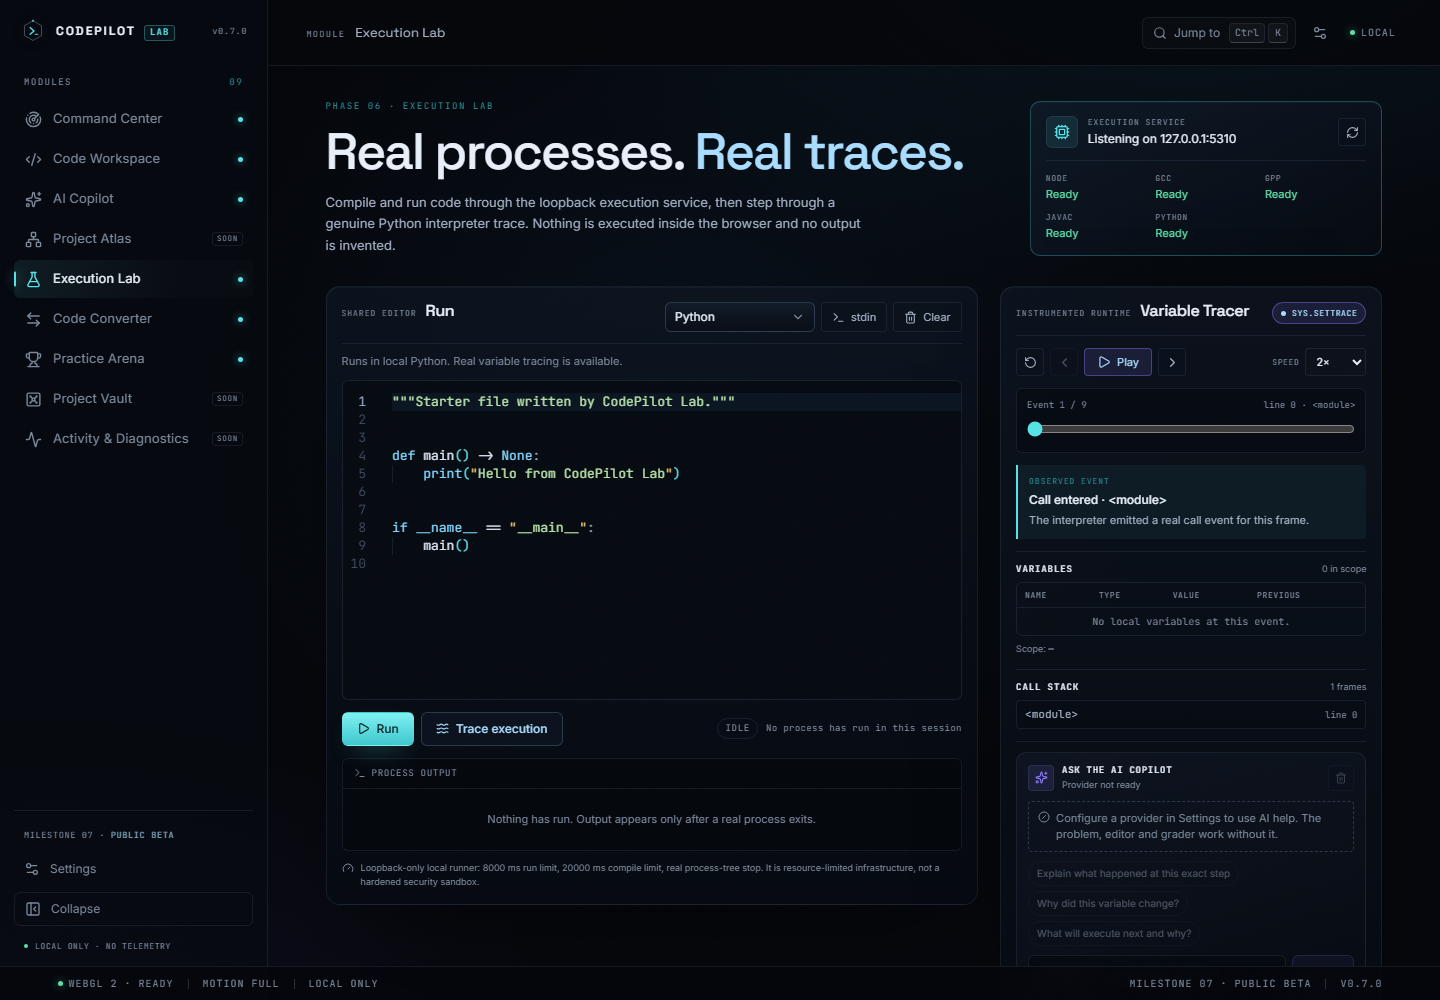 CODEPILOT LAB v0.7.0
MODULES 09
Command Center
Code Workspace
AI Copilot
Project Atlas SOON
Execution Lab
Code Converter
Practice Arena
Project Vault SOON
Activity & Diagnostics SOON
MILESTONE 07 · PUBLIC BETA
Settings
Collapse
LOCAL ONLY · NO TELEMETRY
MODULE Execution Lab
Jump to Ctrl K
LOCAL
PHASE 06 · EXECUTION LAB
Real processes. Real traces.
Compile and run code through the loopback execution service, then step through a
genuine Python interpreter trace. Nothing is executed inside the browser and no output
is invented.
EXECUTION SERVICE
Listening on 127.0.0.1:5310
NODE GCC GPP
Ready Ready Ready
JAVAC PYTHON
Ready Ready
SHARED EDITOR Run
Python stdin Clear
Runs in local Python. Real variable tracing is available.
1 """Starter file written by CodePilot Lab."""
2
3
4 def main() -> None:
5 print("Hello from CodePilot Lab")
6
7
8 if __name__ == "__main__":
9 main()
10
Run Trace execution IDLE No process has run in this session
PROCESS OUTPUT
Nothing has run. Output appears only after a real process exits.
Loopback-only local runner: 8000 ms run limit, 20000 ms compile limit, real process-tree stop. It is resource-limited infrastructure, not a
hardened security sandbox.
INSTRUMENTED RUNTIME Variable Tracer SYS.SETTRACE
Play SPEED 2×
Event 1 / 9 line 0 · <module>
OBSERVED EVENT
Call entered · <module>
The interpreter emitted a real call event for this frame.
VARIABLES 0 in scope
NAME TYPE VALUE PREVIOUS
No local variables at this event.
Scope: —
CALL STACK 1 frames
<module> line 0
ASK THE AI COPILOT
Provider not ready
Configure a provider in Settings to use AI help. The
problem, editor and grader work without it.
Explain what happened at this exact step
Why did this variable change?
What will execute next and why?
WEBGL 2 · READY MOTION FULL LOCAL ONLY
MILESTONE 07 · PUBLIC BETA V0.7.0